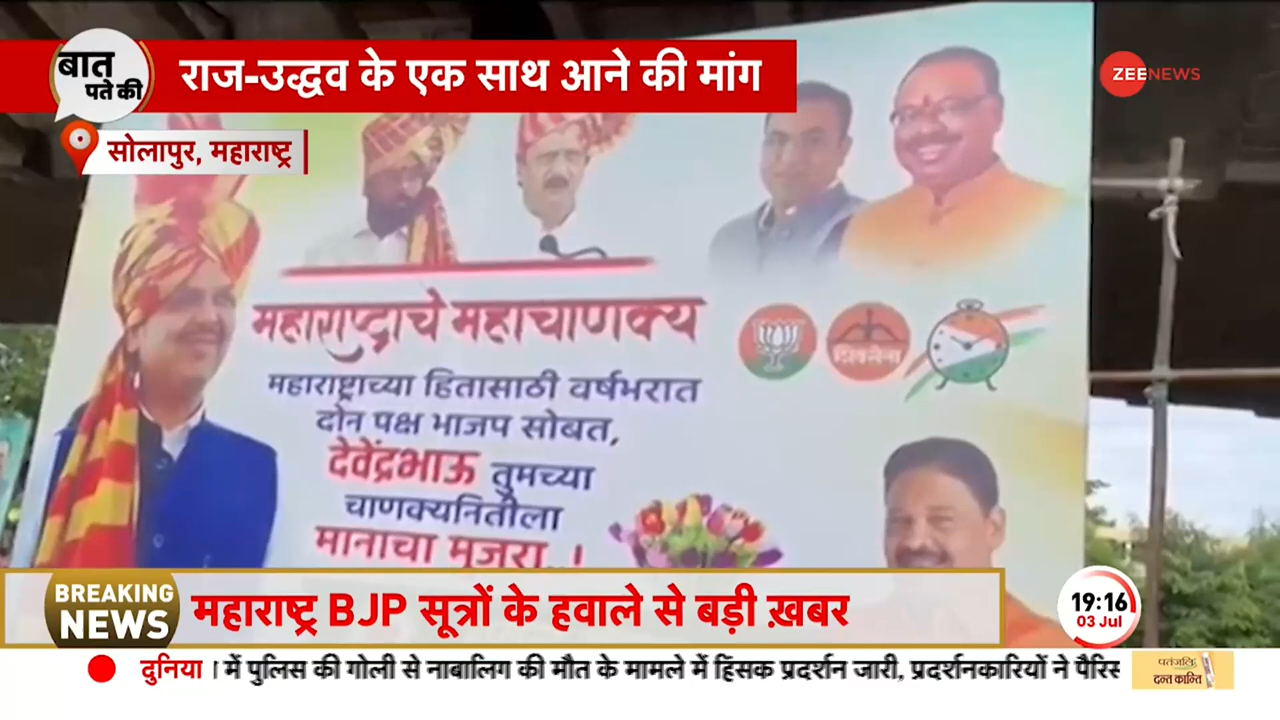 बात
पते की
राज-उद्धव के एक साथ आने की मांग
ZEE NEWS
सोलापुर, महाराष्ट्र
महाराष्ट्राचे महाचाणक्य
शिवसेना
महाराष्ट्राच्या हितासाठी वर्षभरात
दोन पक्ष भाजप सोबत,
देवेंद्रभाऊ तुमच्या
चाणक्यनितीला
मानाचा मुजरा..!
BREAKING
NEWS
महाराष्ट्र BJP सूत्रों के हवाले से बड़ी ख़बर
19:16
03 Jul
दुनिया
में पुलिस की गोली से नाबालिग की मौत के मामले में हिंसक प्रदर्शन जारी, प्रदर्शनकारियों ने पैरिस
पतंजलि
दन्त कान्ति